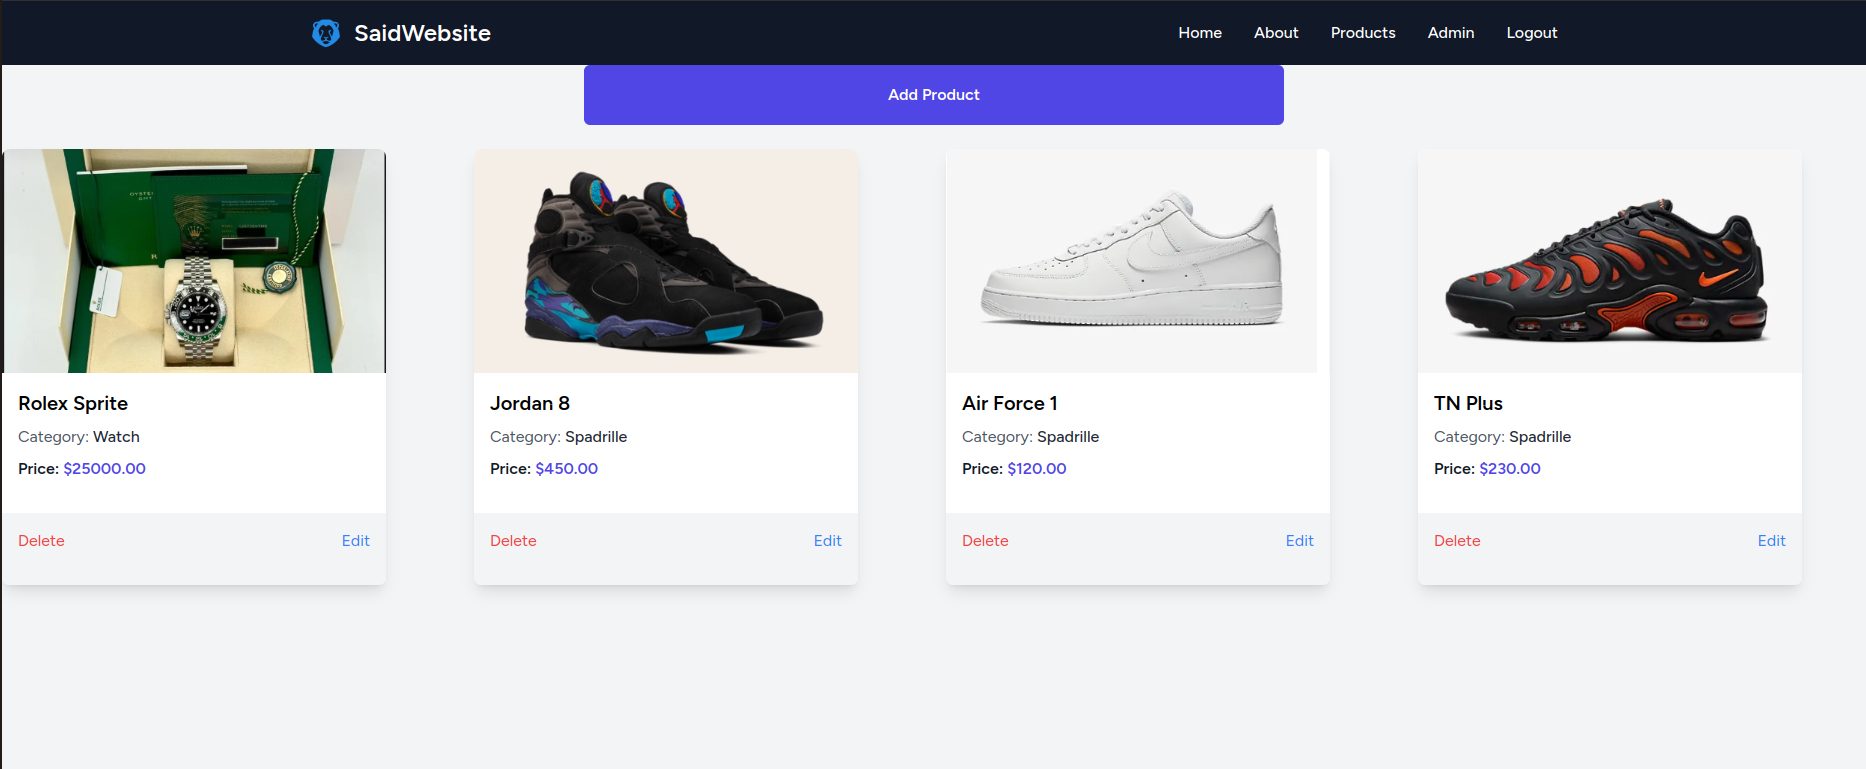 SaidWebsite
Home About Products Admin Logout
Add Product
Rolex Sprite
Category: Watch
Price: $25000.00
Delete Edit
Jordan 8
Category: Spadrille
Price: $450.00
Delete Edit
Air Force 1
Category: Spadrille
Price: $120.00
Delete Edit
TN Plus
Category: Spadrille
Price: $230.00
Delete Edit